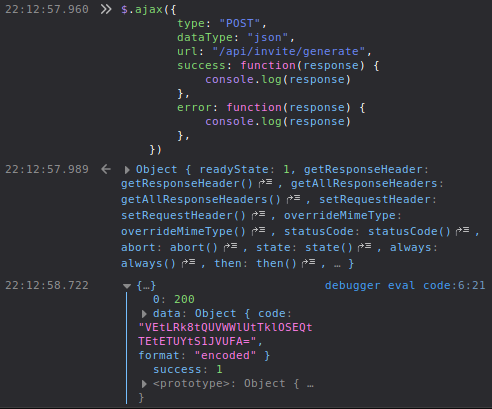 22:12:57.960 $.ajax({
type: "POST",
dataType: "json",
url: "/api/invite/generate",
success: function(response) {
console.log(response)
},
error: function(response) {
console.log(response)
},
})
22:12:57.989 Object { readyState: 1, getResponseHeader:
getResponseHeader() , getAllResponseHeaders:
getAllResponseHeaders() , setRequestHeader:
setRequestHeader() , overrideMimeType:
overrideMimeType() , statusCode: statusCode() ,
abort: abort() , state: state() , always:
always() , then: then() , … }
22:12:58.722 {…} debugger eval code:6:21
0: 200
data: Object { code:
"VEtLRk8tQUVWWlUtTklOSEQt
TEtETUYtS1JVUFA=",
format: "encoded" }
success: 1
<prototype>: Object { …
}